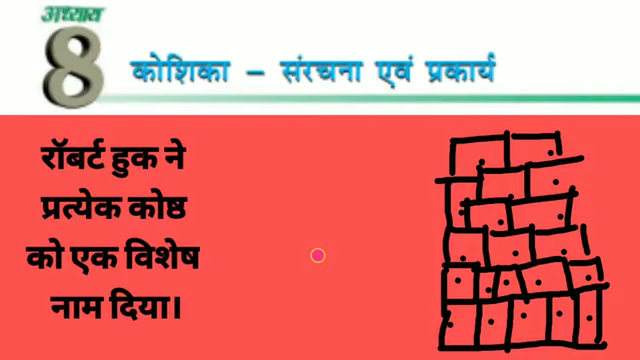 अध्याय
8
कोशिका – संरचना एवं प्रकार्य
रॉबर्ट हुक ने
प्रत्येक कोष्ठ
को एक विशेष
नाम दिया।